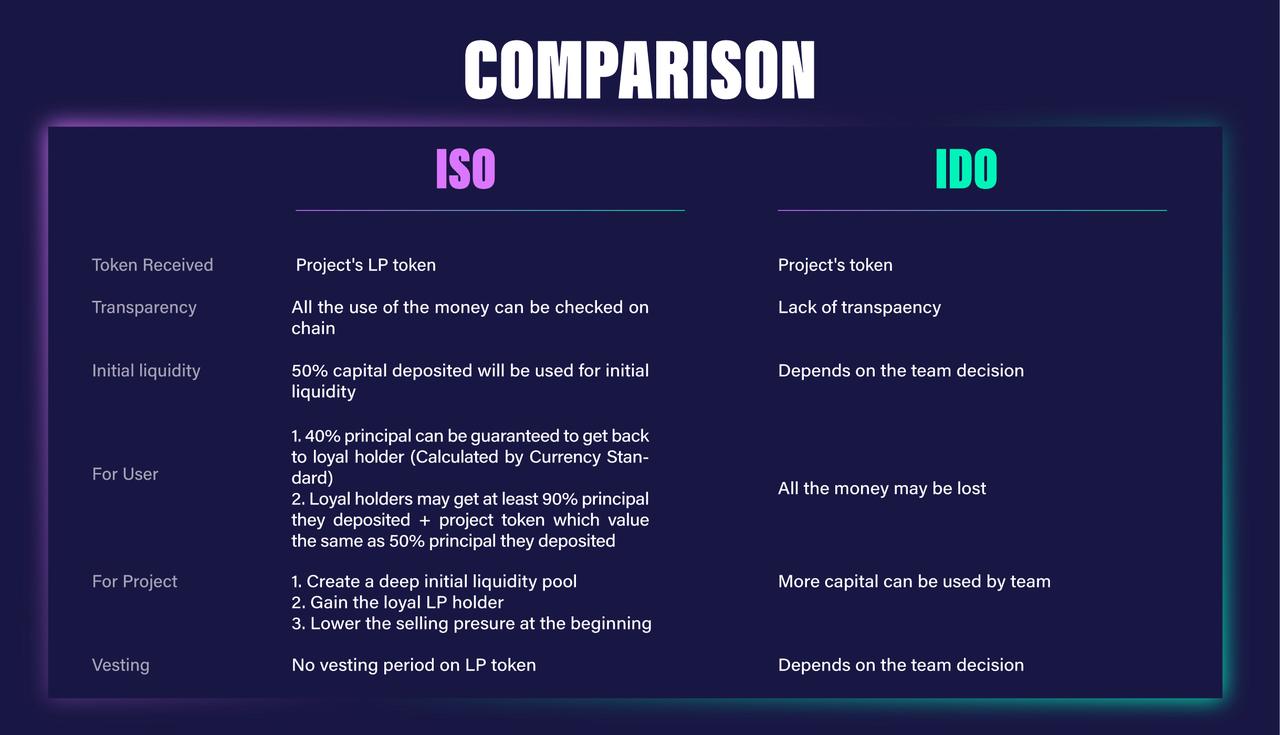 COMPARISON
ISO
IDO
Token Received
Project's LP token
Project's token
Transparency
All the use of the money can be checked on
chain
Lack of transpaency
Initial liquidity
50% capital deposited will be used for initial
liquidity
Depends on the team decision
For User
1. 40% principal can be guaranteed to get back
to loyal holder (Calculated by Currency Stan-
dard)
2. Loyal holders may get at least 90% principal
they deposited + project token which value
the same as 50% principal they deposited
All the money may be lost
For Project
1. Create a deep initial liquidity pool
2. Gain the loyal LP holder
3. Lower the selling presure at the beginning
More capital can be used by team
Vesting
No vesting period on LP token
Depends on the team decision